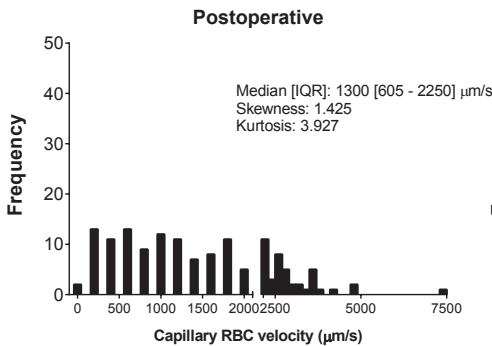 Postoperative
50
40
30
20
10
0
Frequency
Median [IQR]: 1300 [605 - 2250] μm/s
Skewness: 1.425
Kurtosis: 3.927
0 500 1000 1500 2000 2500 5000 7500
Capillary RBC velocity (μm/s)